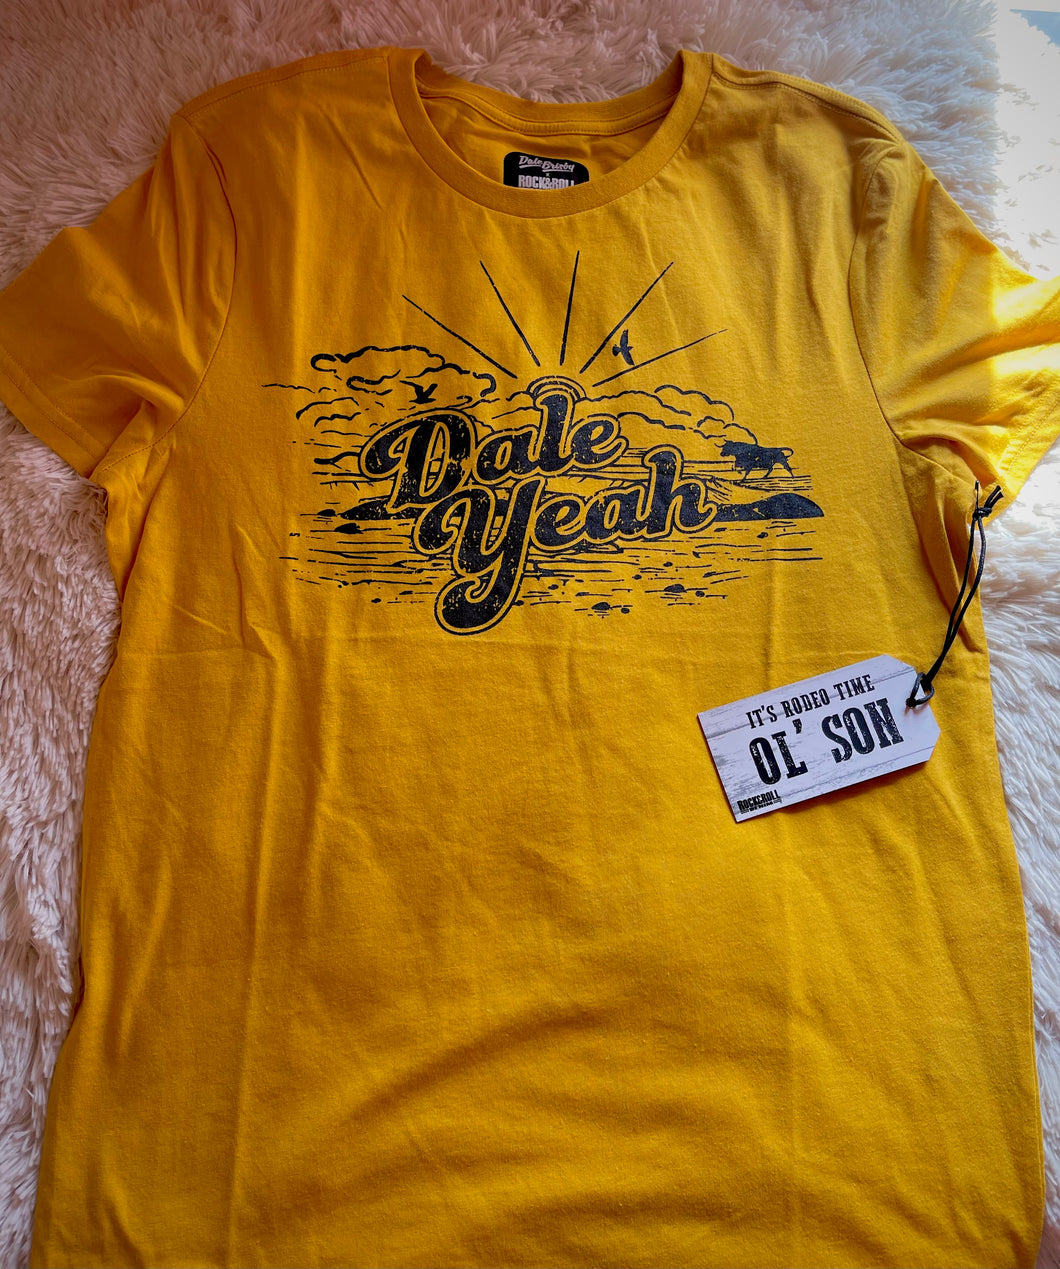 Dale Brisby
x
ROCK&ROLL
Dale
Yeah
IT'S RODEO TIME
OL' SON
ROCK&ROLL